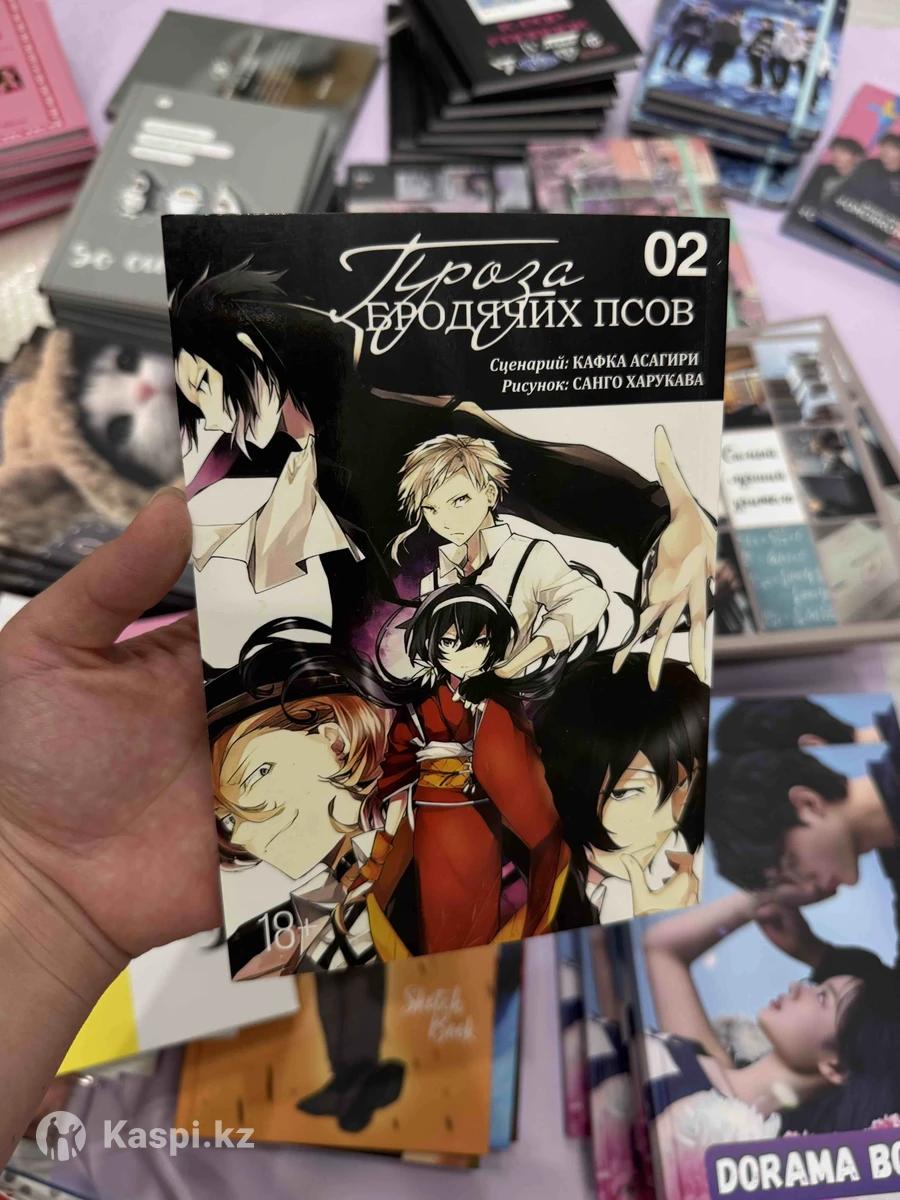 Проза
БРОДЯЧИХ ПСОВ
02
Сценарий: КАФКА АСАГИРИ
Рисунок: САНГО ХАРУКАВА
18+
Sketch
Book
DORAMA BO
Kaspi.kz